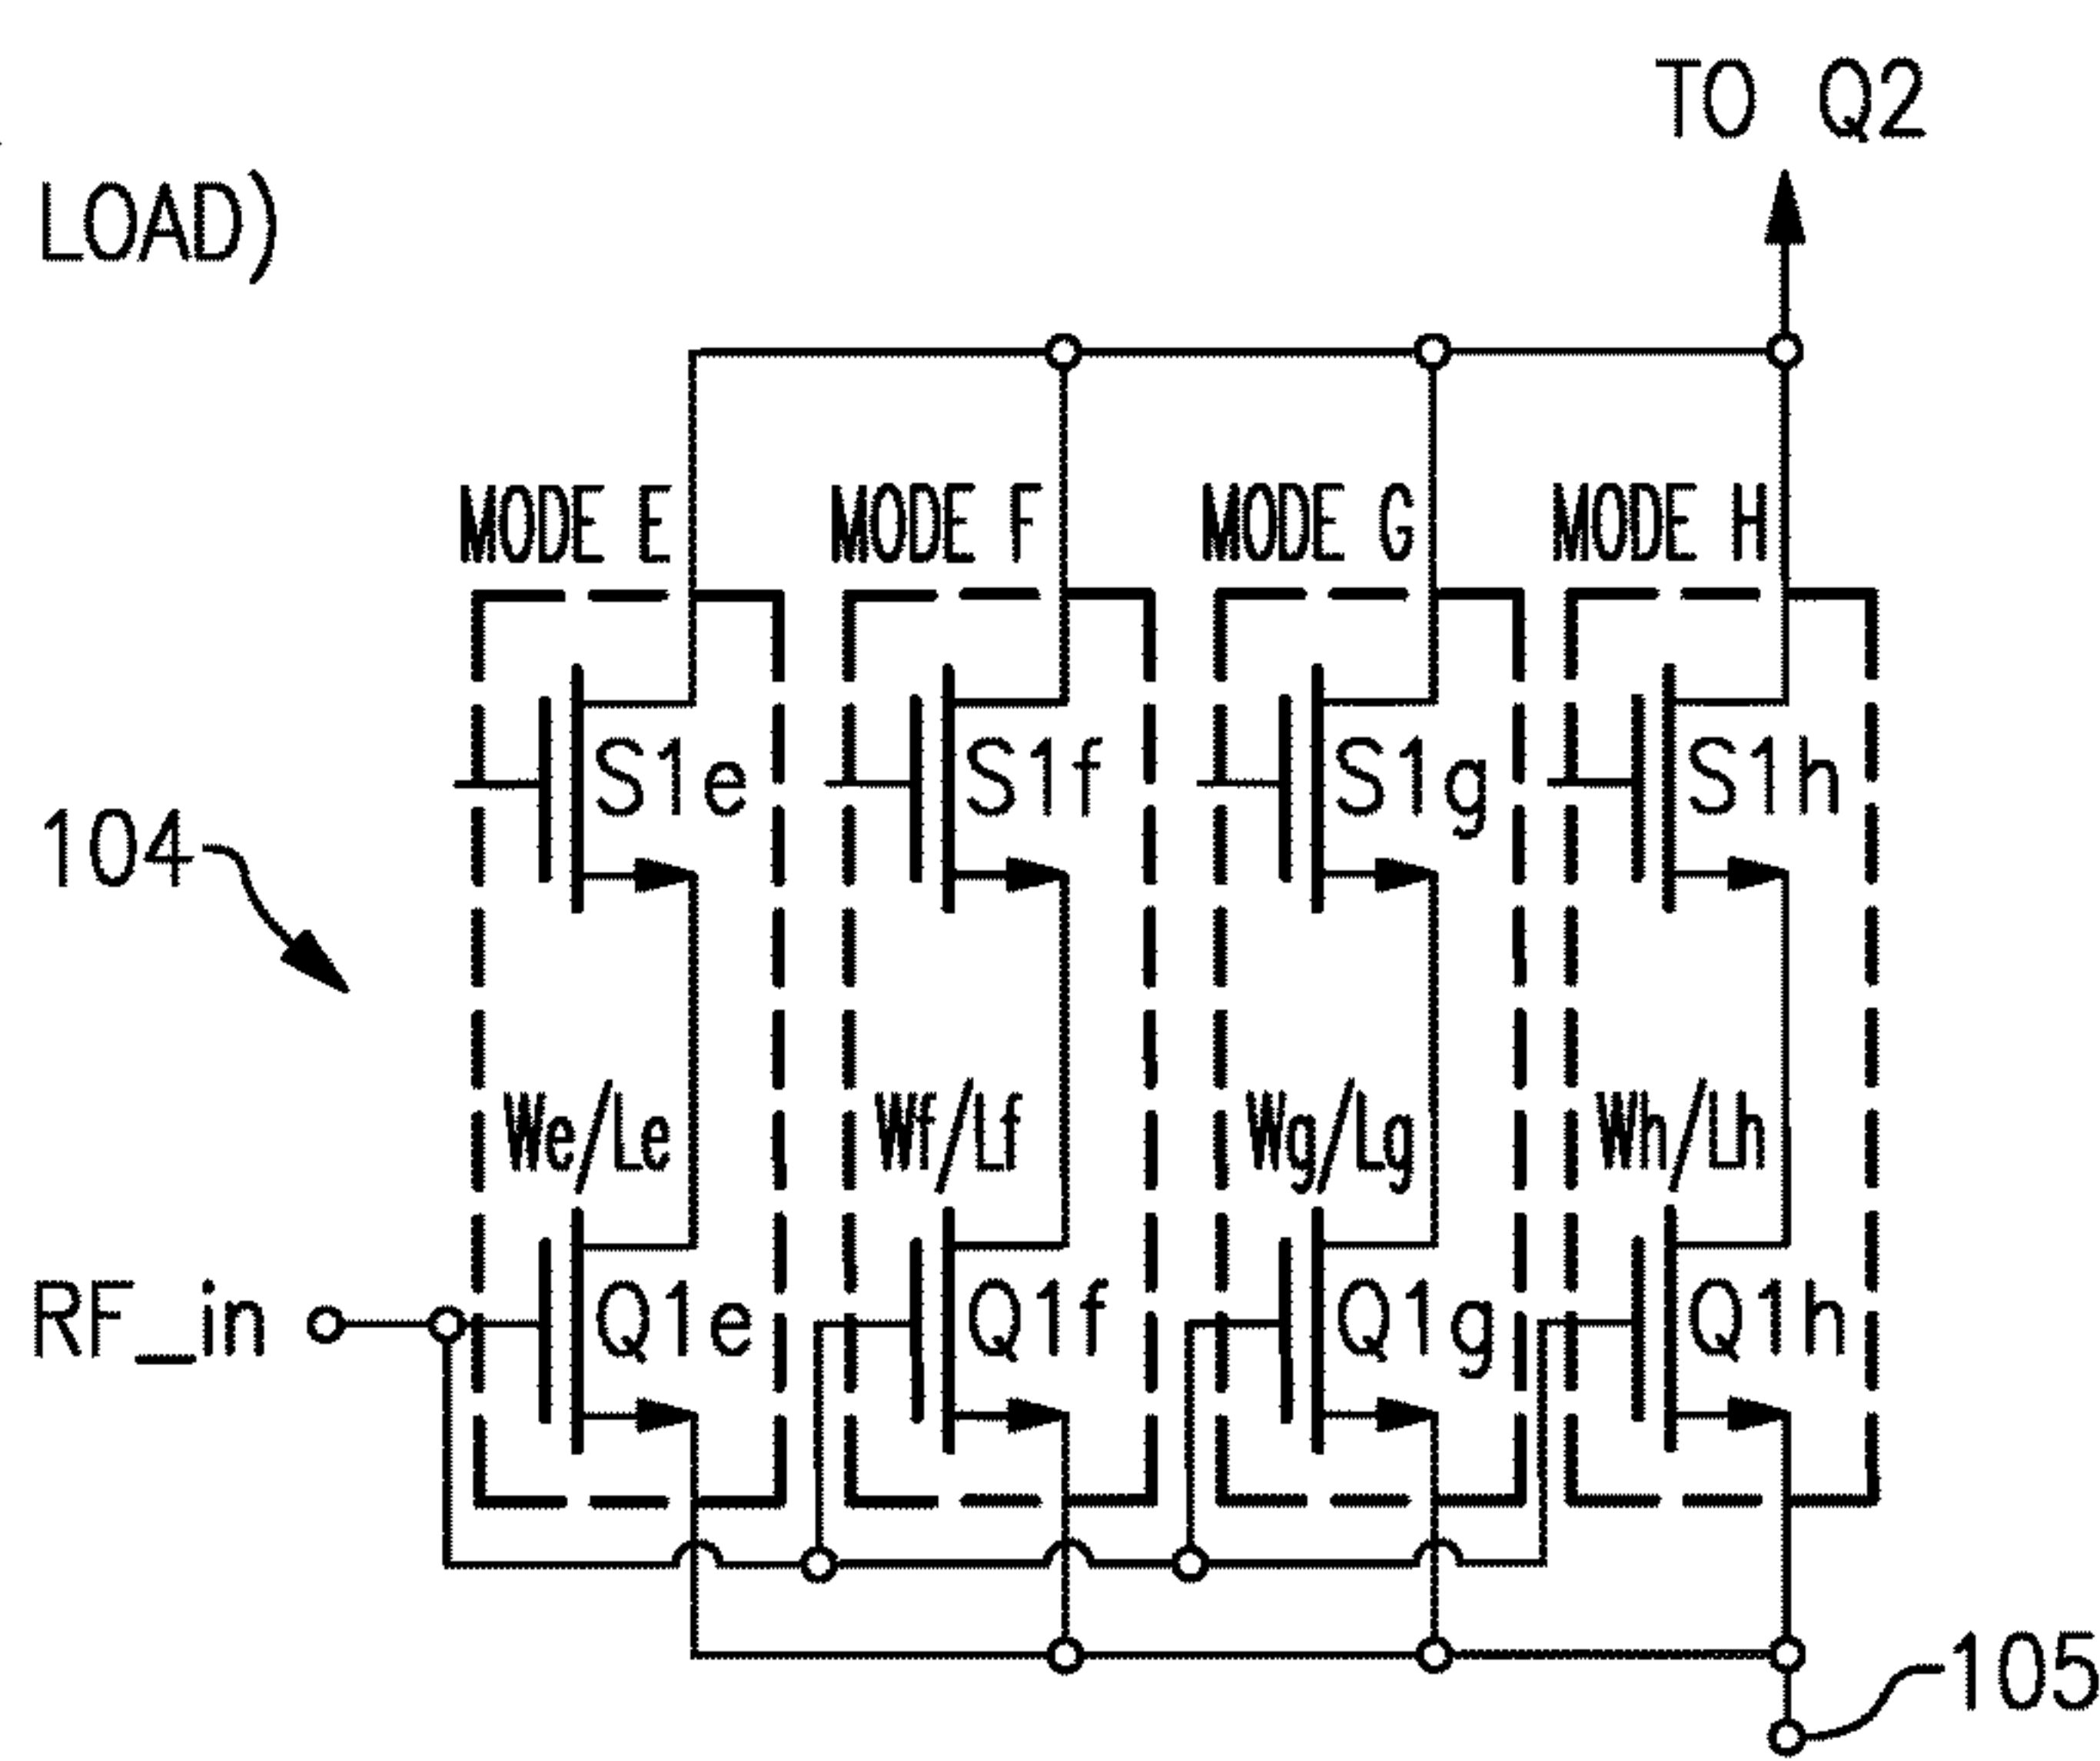 TO Q2
LOAD)
MODE E MODE F MODE G MODE H
S1e S1f S1g S1h
104
We/Le Wf/Lf Wg/Lg Wh/Lh
RF_in Q1e Q1f Q1g Q1h
105